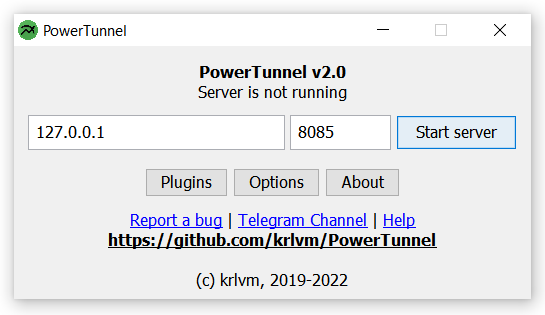 PowerTunnel
PowerTunnel v2.0
Server is not running
127.0.0.1 8085 Start server
Plugins Options About
Report a bug | Telegram Channel | Help
https://github.com/krlvm/PowerTunnel
(c) krlvm, 2019-2022